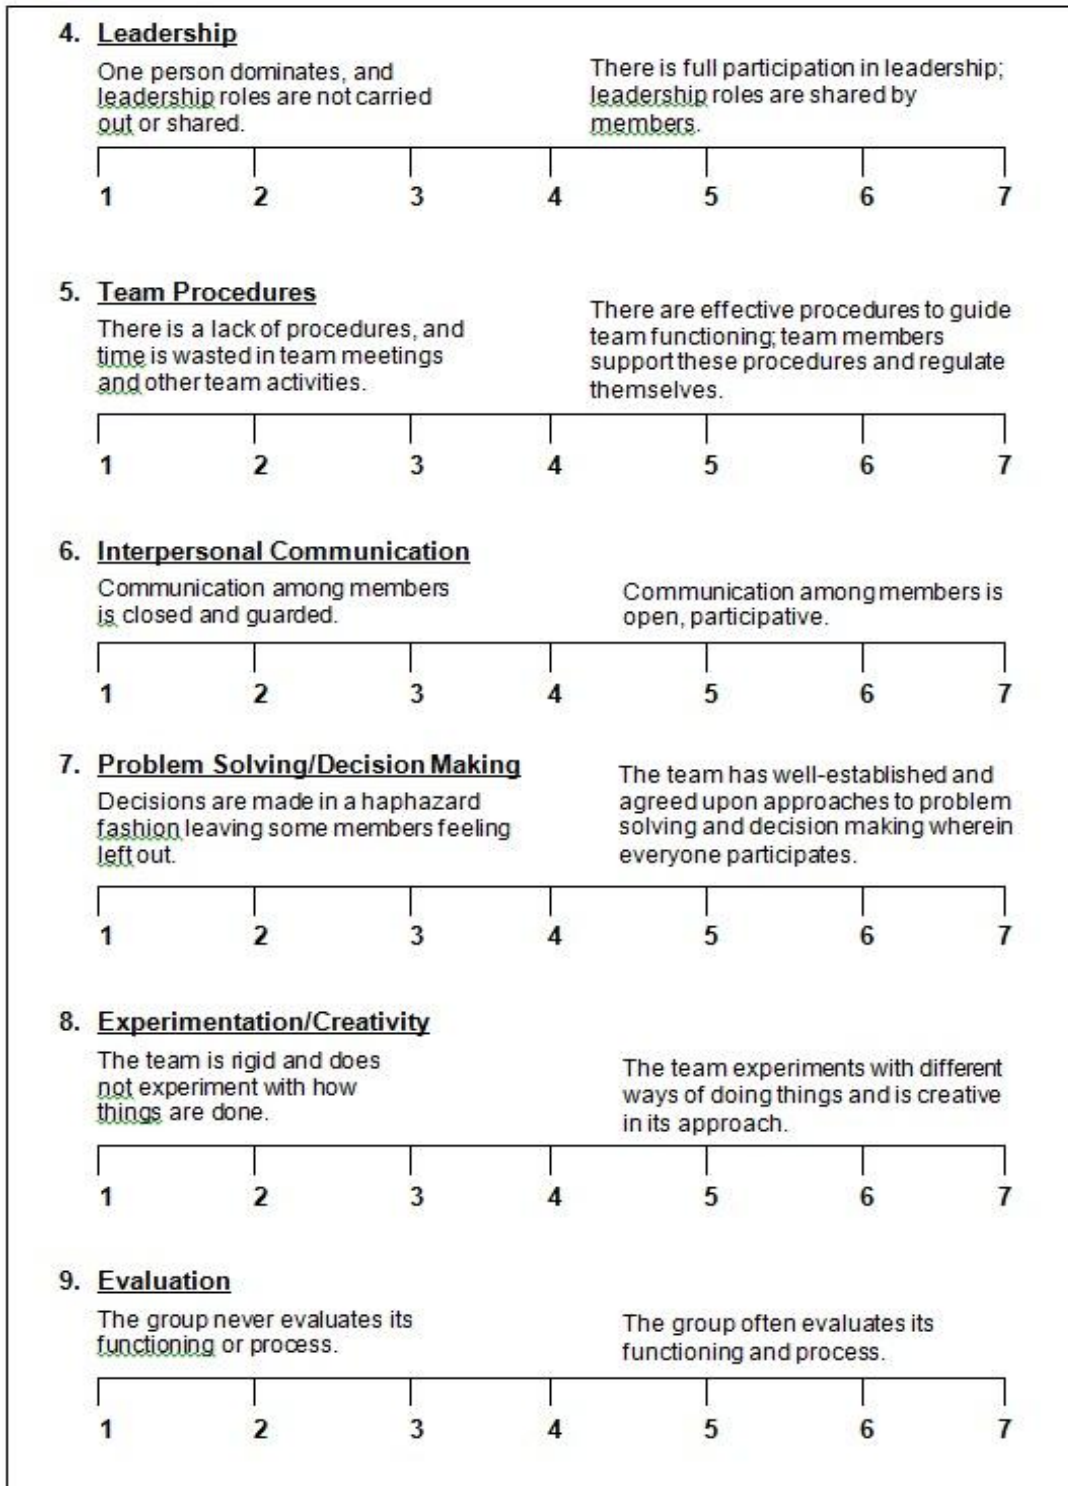 4. Leadership
One person dominates, and
leadership roles are not carried
out or shared.
There is full participation in leadership;
leadership roles are shared by
members.
1 2 3 4 5 6 7
5. Team Procedures
There is a lack of procedures, and
time is wasted in team meetings
and other team activities.
There are effective procedures to guide
team functioning; team members
support these procedures and regulate
themselves.
1 2 3 4 5 6 7
6. Interpersonal Communication
Communication among members
is closed and guarded.
Communication among members is
open, participative.
1 2 3 4 5 6 7
7. Problem Solving/Decision Making
Decisions are made in a haphazard
fashion leaving some members feeling
left out.
The team has well-established and
agreed upon approaches to problem
solving and decision making wherein
everyone participates.
1 2 3 4 5 6 7
8. Experimentation/Creativity
The team is rigid and does
not experiment with how
things are done.
The team experiments with different
ways of doing things and is creative
in its approach.
1 2 3 4 5 6 7
9. Evaluation
The group never evaluates its
functioning or process.
The group often evaluates its
functioning and process.
1 2 3 4 5 6 7